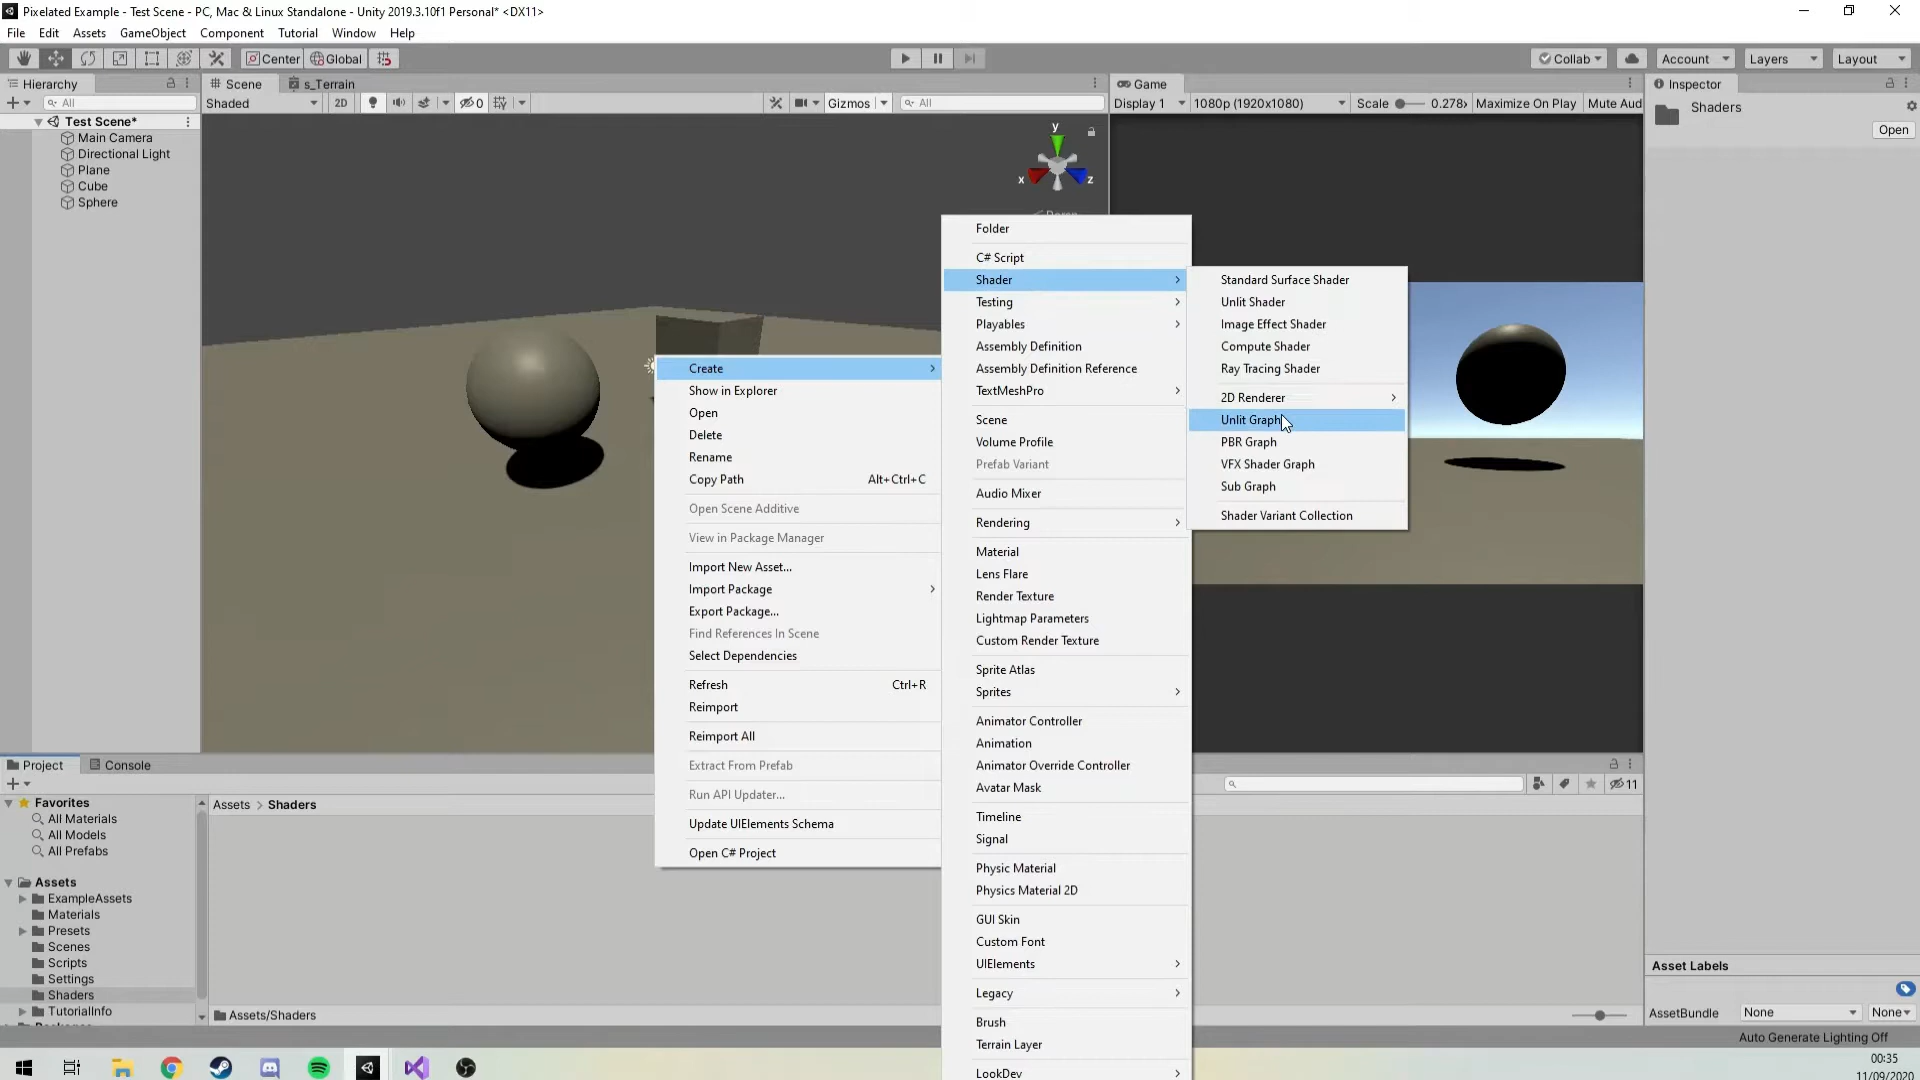 Pixelated Example - Test Scene - PC, Mac & Linux Standalone - Unity 2019.3.10f1 Personal* <DX11>
File Edit Assets GameObject Component Tutorial Window Help
Center Global Collab Account Layers Layout
Hierarchy
All
Test Scene*
Main Camera
Directional Light
Plane
Cube
Sphere
Scene s_Terrain
Shaded 2D 0 Gizmos All
y
x z
Game
Display 1 1080p (1920x1080) Scale 0.278x Maximize On Play Mute Aud
Inspector
Shaders
Open
Create
Show in Explorer
Open
Delete
Rename
Copy Path Alt+Ctrl+C
Open Scene Additive
View in Package Manager
Import New Asset...
Import Package
Export Package...
Find References In Scene
Select Dependencies
Refresh Ctrl+R
Reimport
Reimport All
Extract From Prefab
Run API Updater...
Update UIElements Schema
Open C# Project
Folder
C# Script
Shader
Testing
Playables
Assembly Definition
Assembly Definition Reference
TextMeshPro
Scene
Volume Profile
Prefab Variant
Audio Mixer
Rendering
Material
Lens Flare
Render Texture
Lightmap Parameters
Custom Render Texture
Sprite Atlas
Sprites
Animator Controller
Animation
Animator Override Controller
Avatar Mask
Timeline
Signal
Physic Material
Physics Material 2D
GUI Skin
Custom Font
UIElements
Legacy
Brush
Terrain Layer
LookDev
Standard Surface Shader
Unlit Shader
Image Effect Shader
Compute Shader
Ray Tracing Shader
2D Renderer
Unlit Graph
PBR Graph
VFX Shader Graph
Sub Graph
Shader Variant Collection
Project Console
11
Favorites
All Materials
All Models
All Prefabs
Assets
ExampleAssets
Materials
Presets
Scenes
Scripts
Settings
Shaders
TutorialInfo
Assets > Shaders
Assets/Shaders
Asset Labels
AssetBundle None None
Auto Generate Lighting Off
00:35
11/09/2020